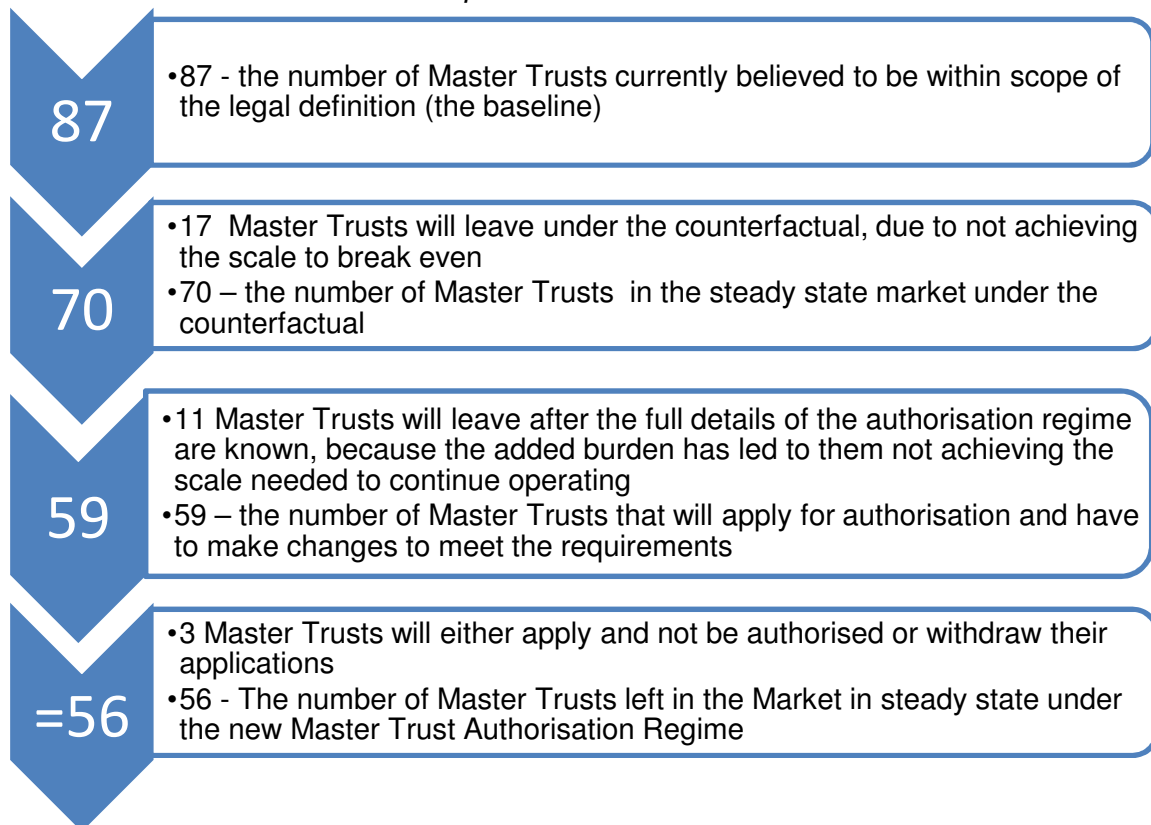 87
•87 - the number of Master Trusts currently believed to be within scope of
the legal definition (the baseline)
70
•17 Master Trusts will leave under the counterfactual, due to not achieving
the scale to break even
•70 – the number of Master Trusts in the steady state market under the
counterfactual
59
•11 Master Trusts will leave after the full details of the authorisation regime
are known, because the added burden has led to them not achieving the
scale needed to continue operating
•59 – the number of Master Trusts that will apply for authorisation and have
to make changes to meet the requirements
=56
•3 Master Trusts will either apply and not be authorised or withdraw their
applications
•56 - The number of Master Trusts left in the Market in steady state under
the new Master Trust Authorisation Regime